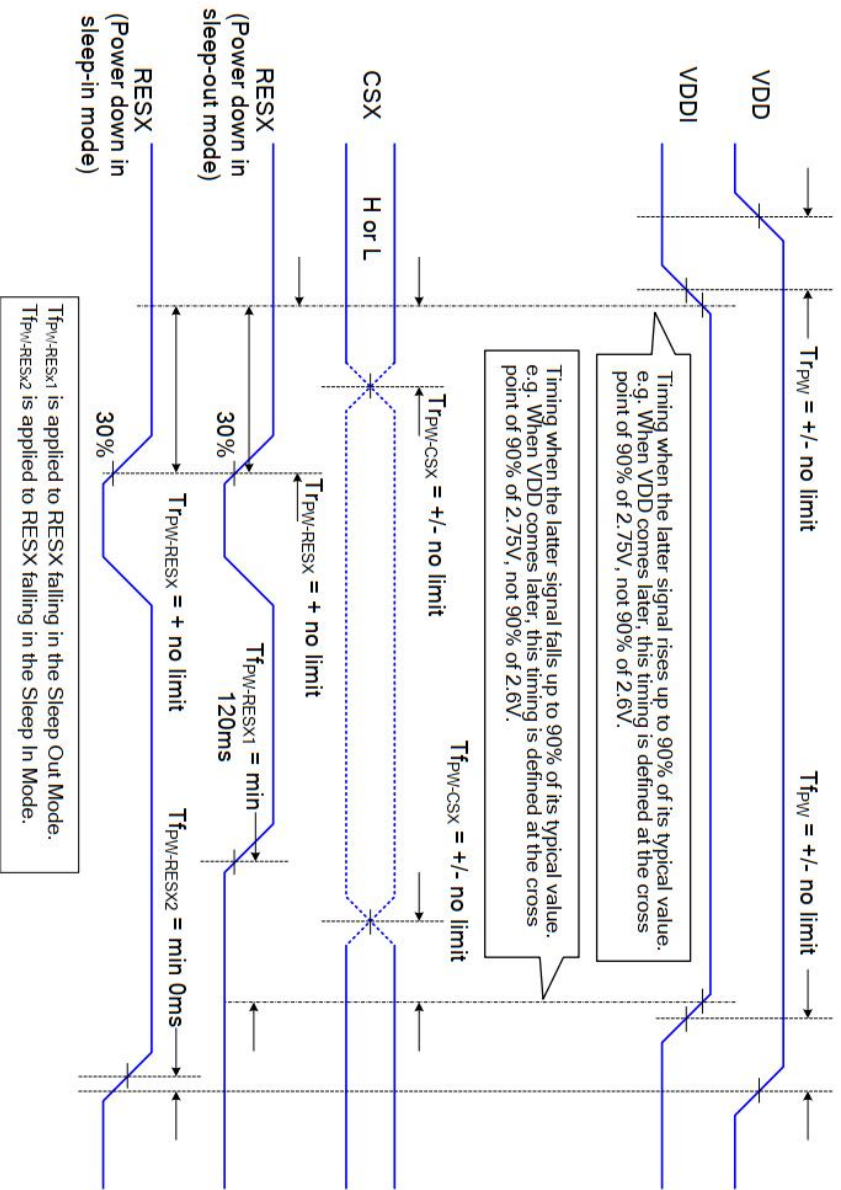 VDD
VDDI
CSX
RESX
(Power down in
sleep-out mode)
RESX
(Power down in
sleep-in mode)
TrPW = +/- no limit
TfPW = +/- no limit
Timing when the latter signal rises up to 90% of its typical value.
e.g. When VDD comes later, this timing is defined at the cross
point of 90% of 2.75V, not 90% of 2.6V.
Timing when the latter signal falls up to 90% of its typical value.
e.g. When VDD comes later, this timing is defined at the cross
point of 90% of 2.75V, not 90% of 2.6V.
TrPW-CSX = +/- no limit
TfPW-CSX = +/- no limit
H or L
TrPW-RESX = + no limit
30%
TfPW-RESX1 = min
120ms
30%
TrPW-RESX = + no limit
TfPW-RESX2 = min 0ms
TfPW-RESx1 is applied to RESX falling in the Sleep Out Mode.
TfPW-RESx2 is applied to RESX falling in the Sleep In Mode.